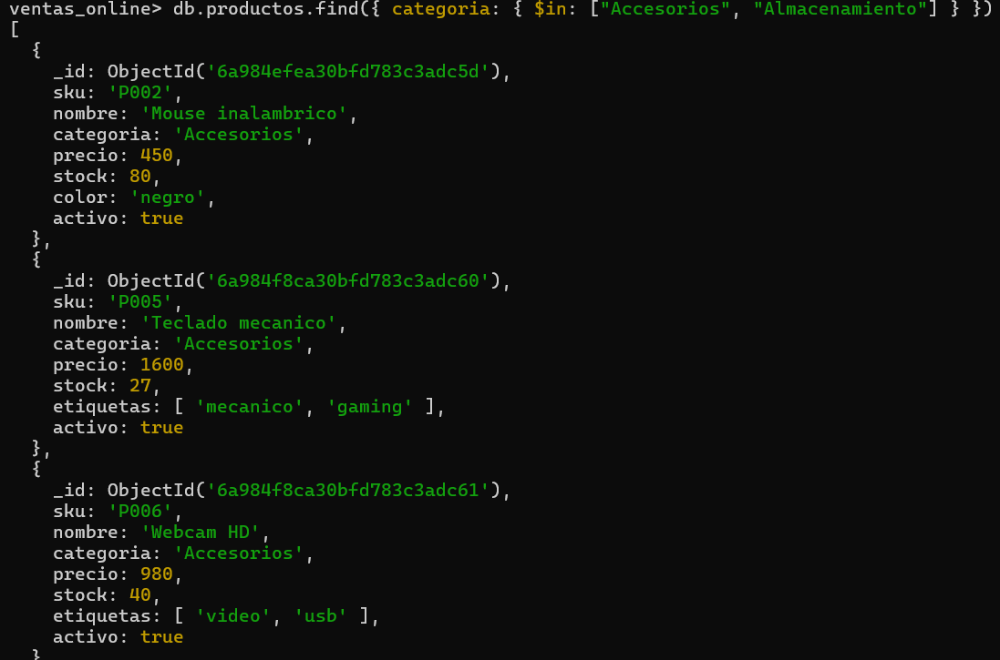 ventas_online> db.productos.find({ categoria: { $in: ["Accesorios", "Almacenamiento"] } })
[
  {
    _id: ObjectId('6a984efea30bfd783c3adc5d'),
    sku: 'P002',
    nombre: 'Mouse inalambrico',
    categoria: 'Accesorios',
    precio: 450,
    stock: 80,
    color: 'negro',
    activo: true
  },
  {
    _id: ObjectId('6a984f8ca30bfd783c3adc60'),
    sku: 'P005',
    nombre: 'Teclado mecanico',
    categoria: 'Accesorios',
    precio: 1600,
    stock: 27,
    etiquetas: [ 'mecanico', 'gaming' ],
    activo: true
  },
  {
    _id: ObjectId('6a984f8ca30bfd783c3adc61'),
    sku: 'P006',
    nombre: 'Webcam HD',
    categoria: 'Accesorios',
    precio: 980,
    stock: 40,
    etiquetas: [ 'video', 'usb' ],
    activo: true
  }